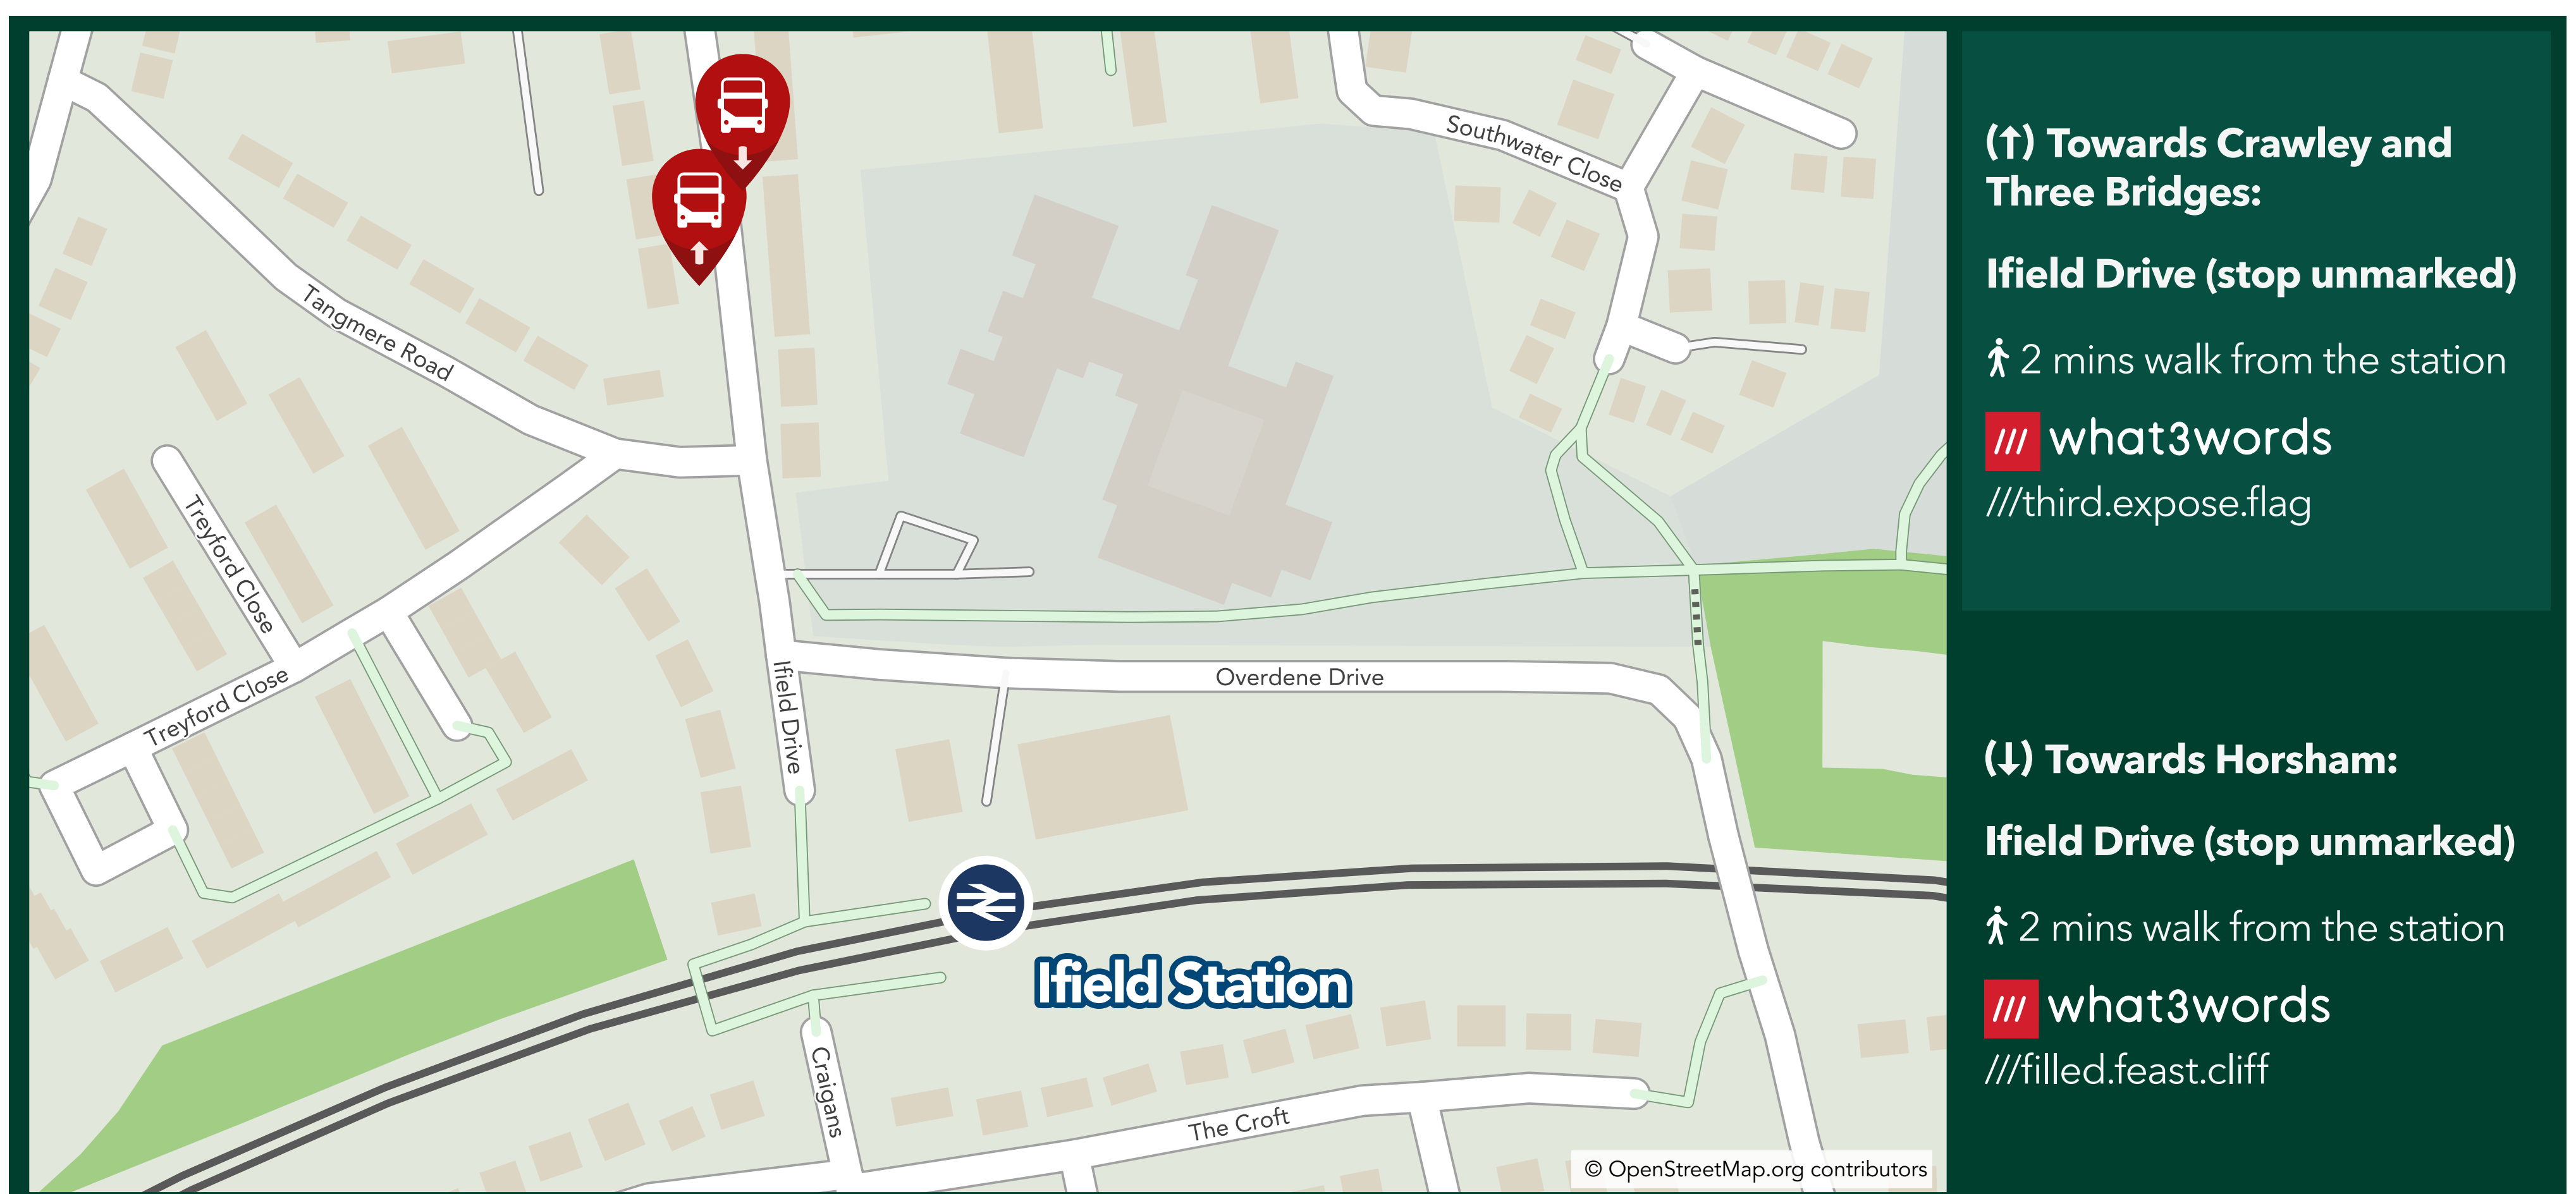 Southwater Close
Tangmere Road
Treyford Close
Treyford Close
Ifield Drive
Overdene Drive
Ifield Station
Craigans
The Croft
© OpenStreetMap.org contributors
(↑) Towards Crawley and
Three Bridges:
Ifield Drive (stop unmarked)
2 mins walk from the station
/// what3words
///third.expose.flag
(↓) Towards Horsham:
Ifield Drive (stop unmarked)
2 mins walk from the station
/// what3words
///filled.feast.cliff